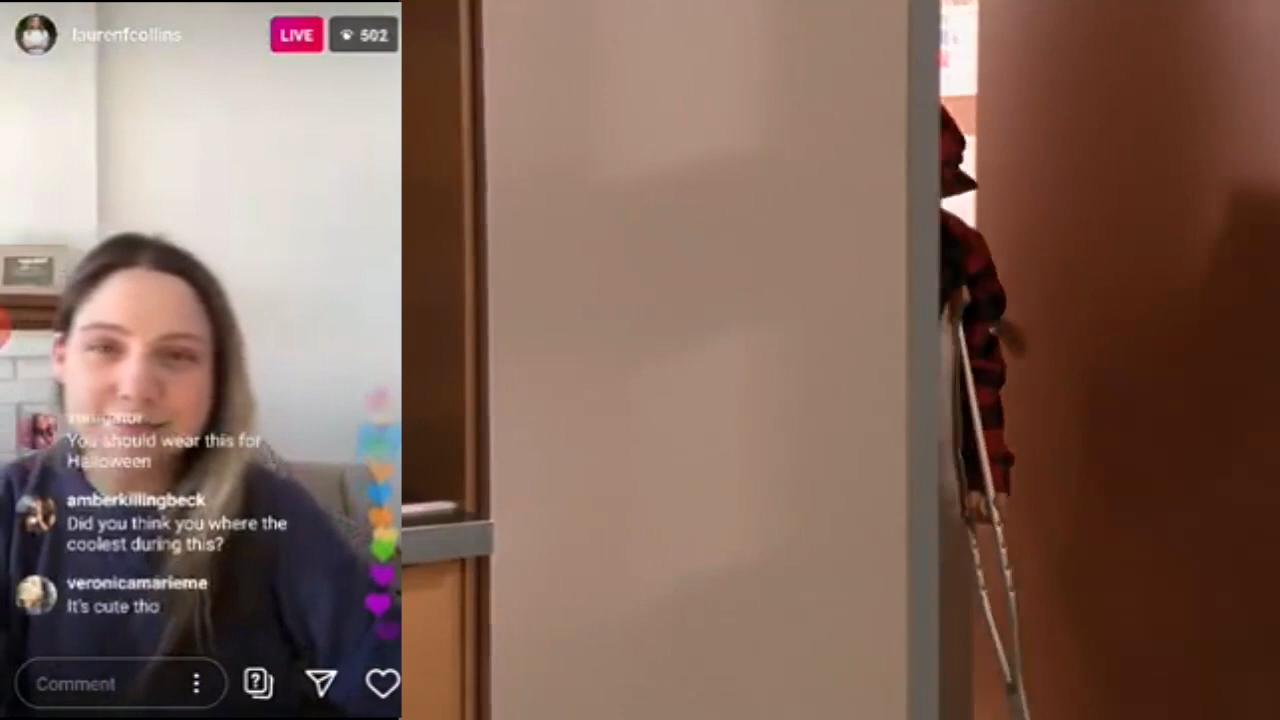 laurenfcollins
LIVE
502
You should wear this for
Halloween
amberkillingbeck
Did you think you where the
coolest during this?
veronicamarieme
It's cute tho
Comment